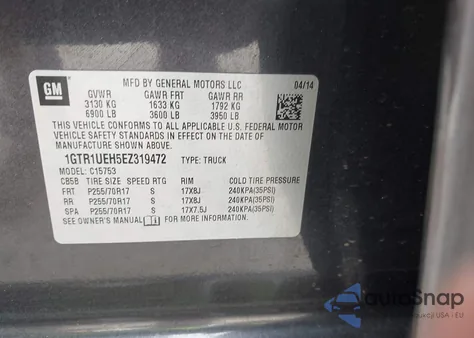 MFD BY GENERAL MOTORS LLC 04/14
GM
GVWR GAWR FRT GAWR RR
3130 KG 1633 KG 1792 KG
6900 LB 3600 LB 3950 LB
THIS VEHICLE CONFORMS TO ALL APPLICABLE U.S. FEDERAL MOTOR
VEHICLE SAFETY STANDARDS IN EFFECT ON THE DATE OF
MANUFACTURE SHOWN ABOVE.
1GTR1UEH5EZ319472 TYPE: TRUCK
MODEL: C15753
CB5B TIRE SIZE SPEED RTG RIM COLD TIRE PRESSURE
FRT P255/70R17 S 17X8J 240KPA(35PSI)
RR P255/70R17 S 17X8J 240KPA(35PSI)
SPA P255/70R17 S 17X7.5J 240KPA(35PSI)
SEE OWNER'S MANUAL FOR MORE INFORMATION.
AutoSnap
aukcji USA i EU